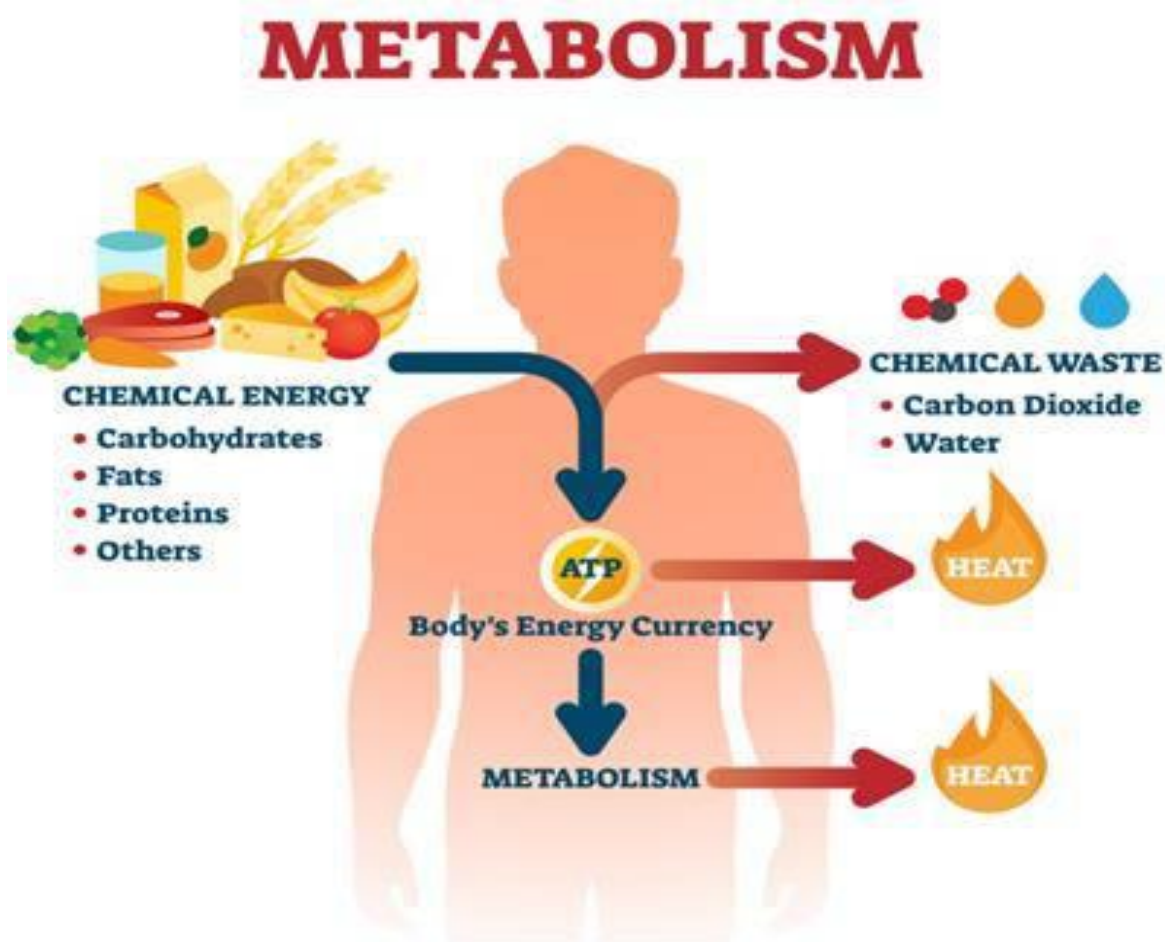 METABOLISM
CHEMICAL ENERGY
• Carbohydrates
• Fats
• Proteins
• Others
CHEMICAL WASTE
• Carbon Dioxide
• Water
ATP
HEAT
Body's Energy Currency
METABOLISM
HEAT